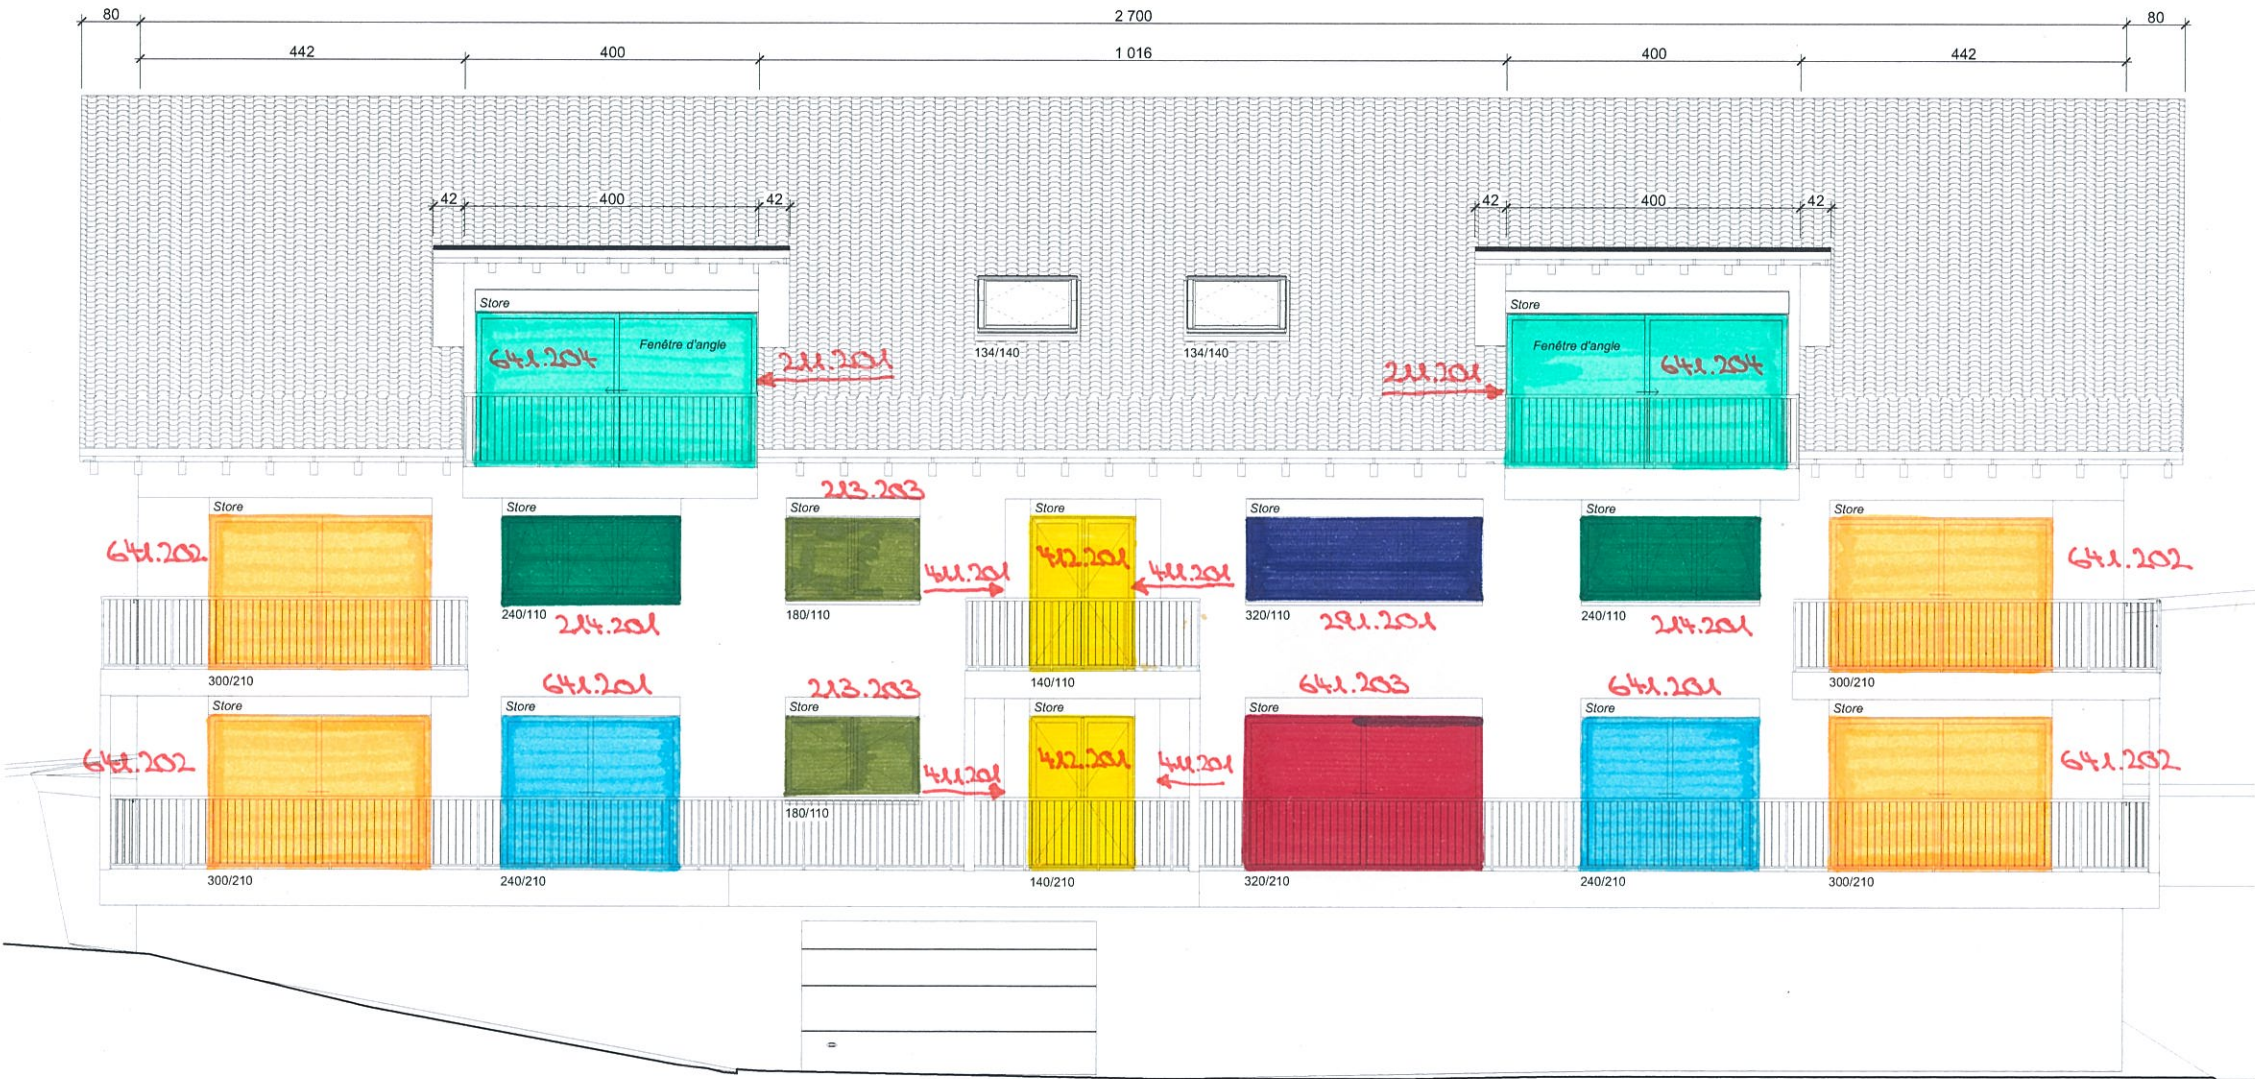 80 2 700 80
442 400 1 016 400 442
42 400 42 42 400 42
Store Store
641.204 Fenêtre d'angle 211.201 134/140 134/140 211.201 Fenêtre d'angle 641.204
213.203
Store Store Store Store Store Store Store
641.202 411.201 412.201 411.201 641.202
240/110 214.201 180/110 320/110 291.201 240/110 214.201
300/210 641.201 213.203 140/110 641.203 641.201 300/210
Store Store Store Store Store Store Store
641.202 411.201 412.201 411.201 641.202
180/110
300/210 240/210 140/210 320/210 240/210 300/210